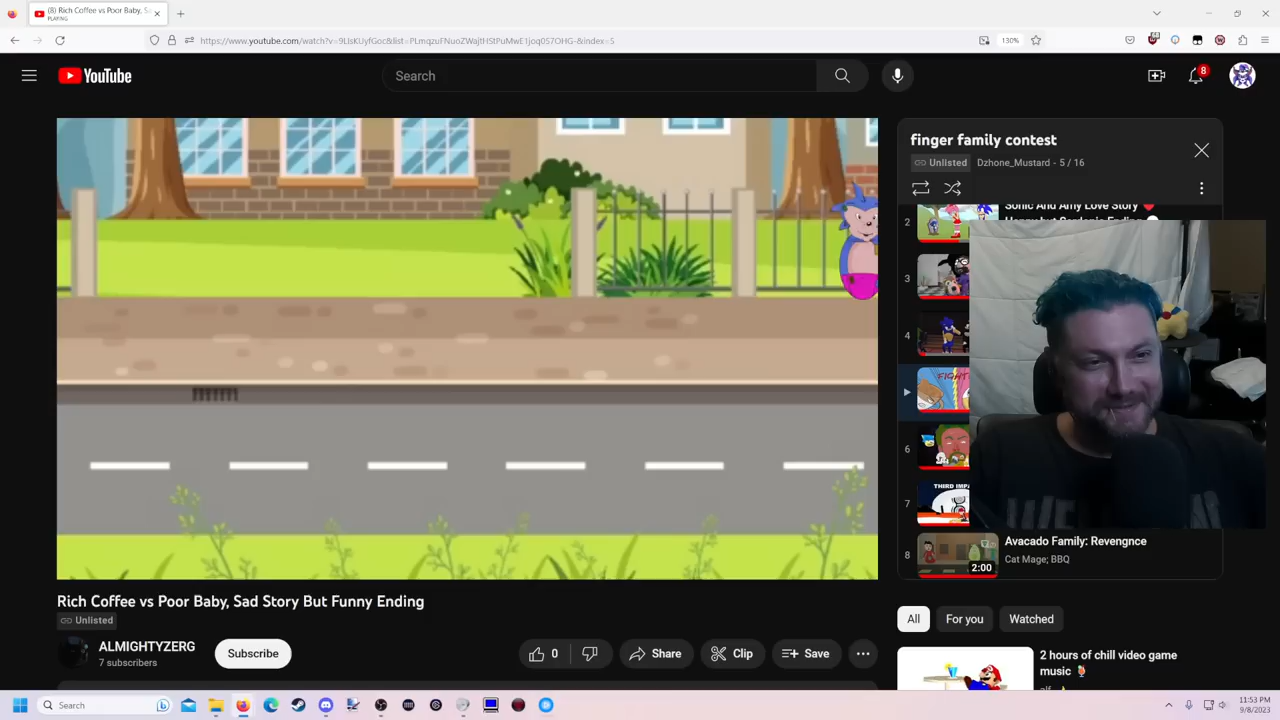 (8) Rich Coffee vs Poor Baby, Sa
PLAYING
https://www.youtube.com/watch?v=9LlsKUyfGoc&list=PLmqzuFNuoZWajtHStPuMwE1joq057OHG-&index=5
130%
YouTube
Search
8
finger family contest
Unlisted
Dzhone_Mustard - 5 / 16
2
Sonic And Amy Love Story
3
4
FIGHT
6
7
THIRD IMPA
8
2:00
Avacado Family: Revengnce
Cat Mage; BBQ
Rich Coffee vs Poor Baby, Sad Story But Funny Ending
Unlisted
ALMIGHTYZERG
7 subscribers
Subscribe
0
Share
Clip
Save
All
For you
Watched
2 hours of chill video game
music
Search
11:53 PM
9/8/2023